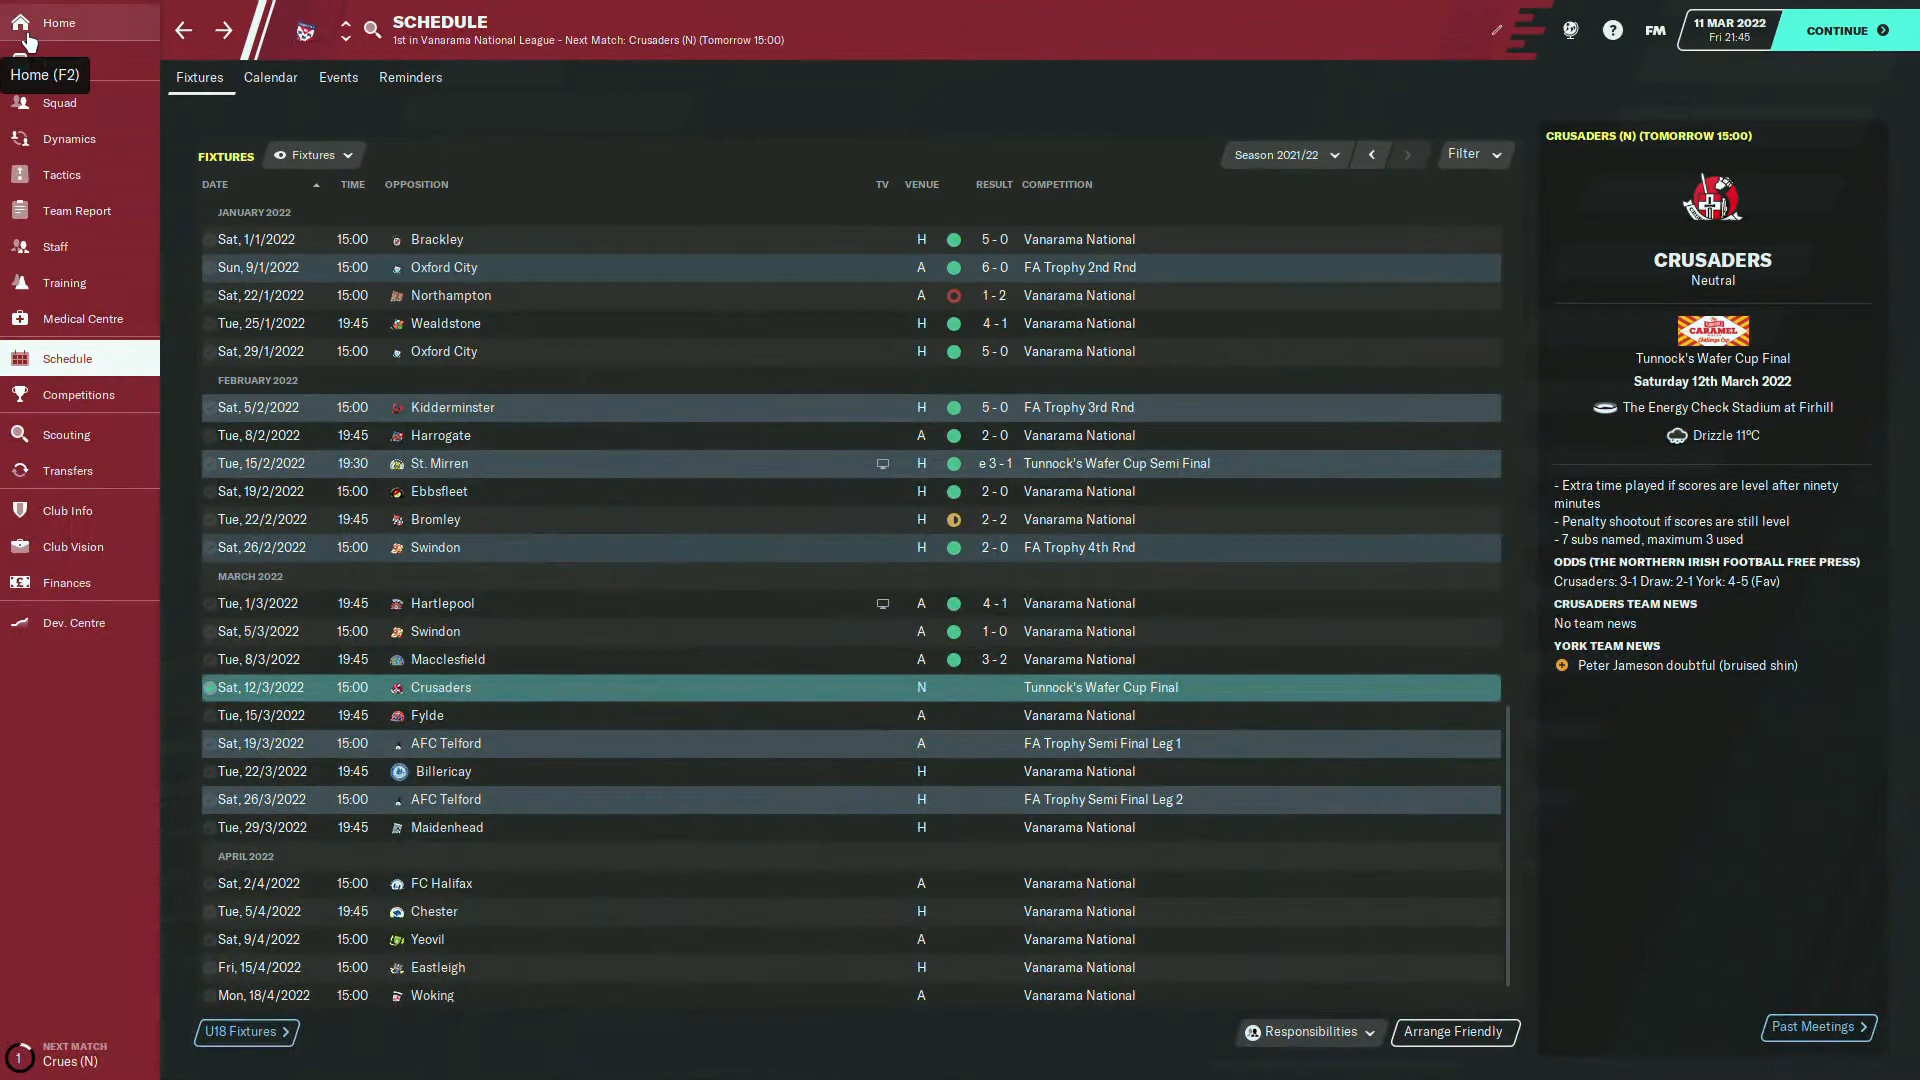 Home
Home (F2)
Squad
Dynamics
Tactics
Team Report
Staff
Training
Medical Centre
Schedule
Competitions
Scouting
Transfers
Club Info
Club Vision
Finances
Dev. Centre
NEXT MATCH
1
Crues (N)
SCHEDULE
1st in Vanarama National League - Next Match: Crusaders (N) (Tomorrow 15:00)
? FM
11 MAR 2022
Fri 21:45
CONTINUE
Fixtures Calendar Events Reminders
FIXTURES Fixtures Season 2021/22 Filter
DATE TIME OPPOSITION TV VENUE RESULT COMPETITION
JANUARY 2022
Sat, 1/1/2022 15:00 Brackley H 5 - 0 Vanarama National
Sun, 9/1/2022 15:00 Oxford City A 6 - 0 FA Trophy 2nd Rnd
Sat, 22/1/2022 15:00 Northampton A 1 - 2 Vanarama National
Tue, 25/1/2022 19:45 Wealdstone H 4 - 1 Vanarama National
Sat, 29/1/2022 15:00 Oxford City H 5 - 0 Vanarama National
FEBRUARY 2022
Sat, 5/2/2022 15:00 Kidderminster H 5 - 0 FA Trophy 3rd Rnd
Tue, 8/2/2022 19:45 Harrogate A 2 - 0 Vanarama National
Tue, 15/2/2022 19:30 St. Mirren H e 3 - 1 Tunnock's Wafer Cup Semi Final
Sat, 19/2/2022 15:00 Ebbsfleet H 2 - 0 Vanarama National
Tue, 22/2/2022 19:45 Bromley H 2 - 2 Vanarama National
Sat, 26/2/2022 15:00 Swindon H 2 - 0 FA Trophy 4th Rnd
MARCH 2022
Tue, 1/3/2022 19:45 Hartlepool A 4 - 1 Vanarama National
Sat, 5/3/2022 15:00 Swindon A 1 - 0 Vanarama National
Tue, 8/3/2022 19:45 Macclesfield A 3 - 2 Vanarama National
Sat, 12/3/2022 15:00 Crusaders N Tunnock's Wafer Cup Final
Tue, 15/3/2022 19:45 Fylde A Vanarama National
Sat, 19/3/2022 15:00 AFC Telford A FA Trophy Semi Final Leg 1
Tue, 22/3/2022 19:45 Billericay H Vanarama National
Sat, 26/3/2022 15:00 AFC Telford H FA Trophy Semi Final Leg 2
Tue, 29/3/2022 19:45 Maidenhead H Vanarama National
APRIL 2022
Sat, 2/4/2022 15:00 FC Halifax A Vanarama National
Tue, 5/4/2022 19:45 Chester H Vanarama National
Sat, 9/4/2022 15:00 Yeovil A Vanarama National
Fri, 15/4/2022 15:00 Eastleigh H Vanarama National
Mon, 18/4/2022 15:00 Woking A Vanarama National
U18 Fixtures Responsibilities Arrange Friendly
CRUSADERS (N) (TOMORROW 15:00)
CRUSADERS
Neutral
CARAMEL
Tunnock's Wafer Cup Final
Saturday 12th March 2022
The Energy Check Stadium at Firhill
Drizzle 11ºC
- Extra time played if scores are level after ninety
minutes
- Penalty shootout if scores are still level
- 7 subs named, maximum 3 used
ODDS (THE NORTHERN IRISH FOOTBALL FREE PRESS)
Crusaders: 3-1 Draw: 2-1 York: 4-5 (Fav)
CRUSADERS TEAM NEWS
No team news
YORK TEAM NEWS
Peter Jameson doubtful (bruised shin)
Past Meetings